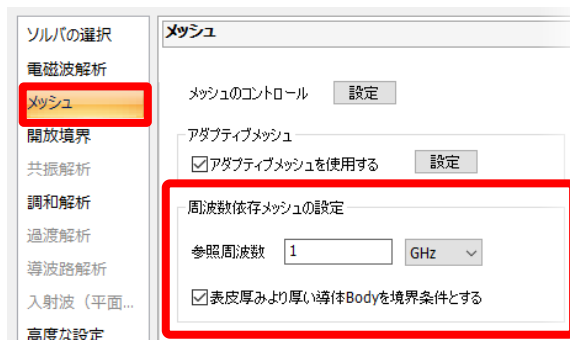 ソルバの選択
電磁波解析
メッシュ
開放境界
共振解析
調和解析
過渡解析
導波路解析
入射波（平面...
高度な設定
メッシュ
メッシュのコントロール 設定
アダプティブメッシュ
アダプティブメッシュを使用する 設定
周波数依存メッシュの設定
参照周波数 1 GHz
表皮厚みより厚い導体Bodyを境界条件とする